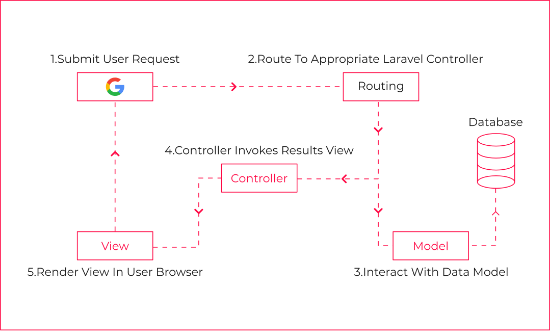 1.Submit User Request
2.Route To Appropriate Laravel Controller
Routing
Database
4.Controller Invokes Results View
Controller
View
Model
5.Render View In User Browser
3.Interact With Data Model